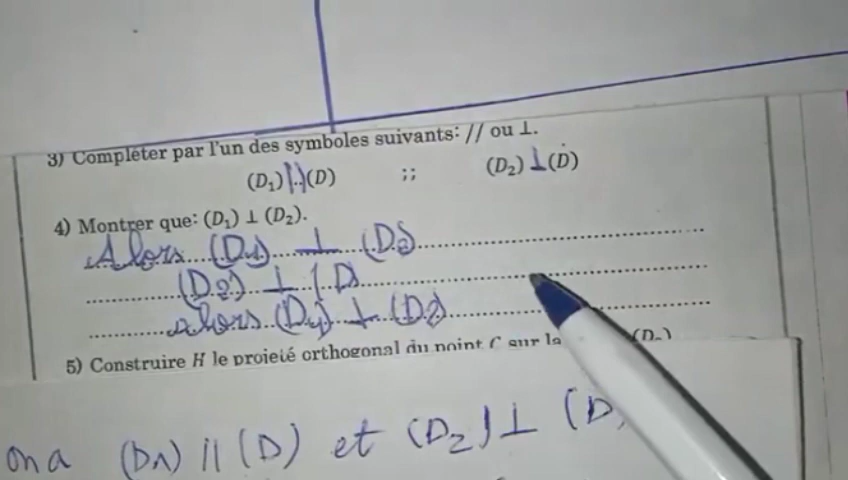 3) Compléter par l'un des symboles suivants: // ou ⊥.
(D₁)//(D) ;; (D₂)⊥(D)
4) Montrer que: (D₁) ⊥ (D₂).
Alors (D1) ⊥ (D2)
(D2) ⊥ (D
alors (D1) ⊥ (D2)
5) Construire H le projeté orthogonal du point C sur la (D₂)
on a (D1) // (D) et (D2) ⊥ (D)